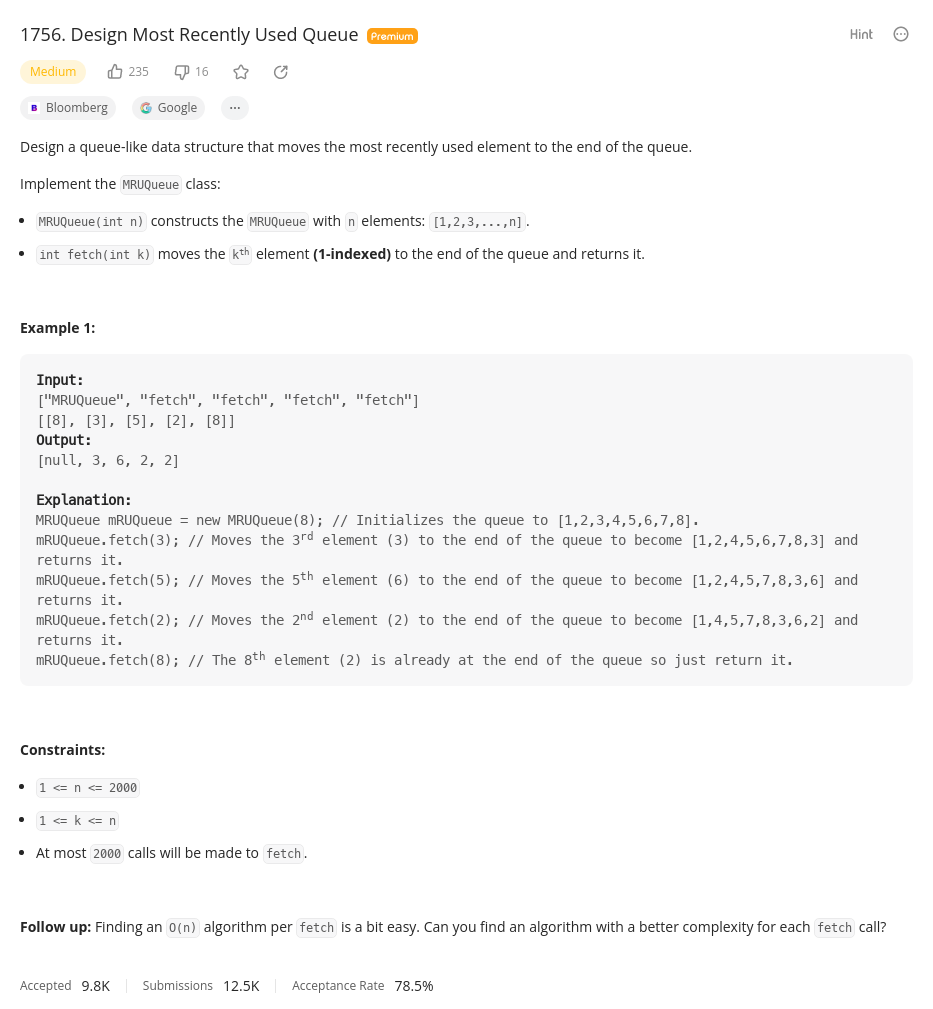 1756. Design Most Recently Used Queue Premium Hint
Medium 235 16
B Bloomberg G Google ...
Design a queue-like data structure that moves the most recently used element to the end of the queue.
Implement the MRUQueue class:
• MRUQueue(int n) constructs the MRUQueue with n elements: [1,2,3,...,n].
• int fetch(int k) moves the kth element (1-indexed) to the end of the queue and returns it.
Example 1:
Input:
["MRUQueue", "fetch", "fetch", "fetch", "fetch"]
[[8], [3], [5], [2], [8]]
Output:
[null, 3, 6, 2, 2]
Explanation:
MRUQueue mRUQueue = new MRUQueue(8); // Initializes the queue to [1,2,3,4,5,6,7,8].
mRUQueue.fetch(3); // Moves the 3rd element (3) to the end of the queue to become [1,2,4,5,6,7,8,3] and
returns it.
mRUQueue.fetch(5); // Moves the 5th element (6) to the end of the queue to become [1,2,4,5,7,8,3,6] and
returns it.
mRUQueue.fetch(2); // Moves the 2nd element (2) to the end of the queue to become [1,4,5,7,8,3,6,2] and
returns it.
mRUQueue.fetch(8); // The 8th element (2) is already at the end of the queue so just return it.
Constraints:
• 1 <= n <= 2000
• 1 <= k <= n
• At most 2000 calls will be made to fetch.
Follow up: Finding an O(n) algorithm per fetch is a bit easy. Can you find an algorithm with a better complexity for each fetch call?
Accepted 9.8K Submissions 12.5K Acceptance Rate 78.5%